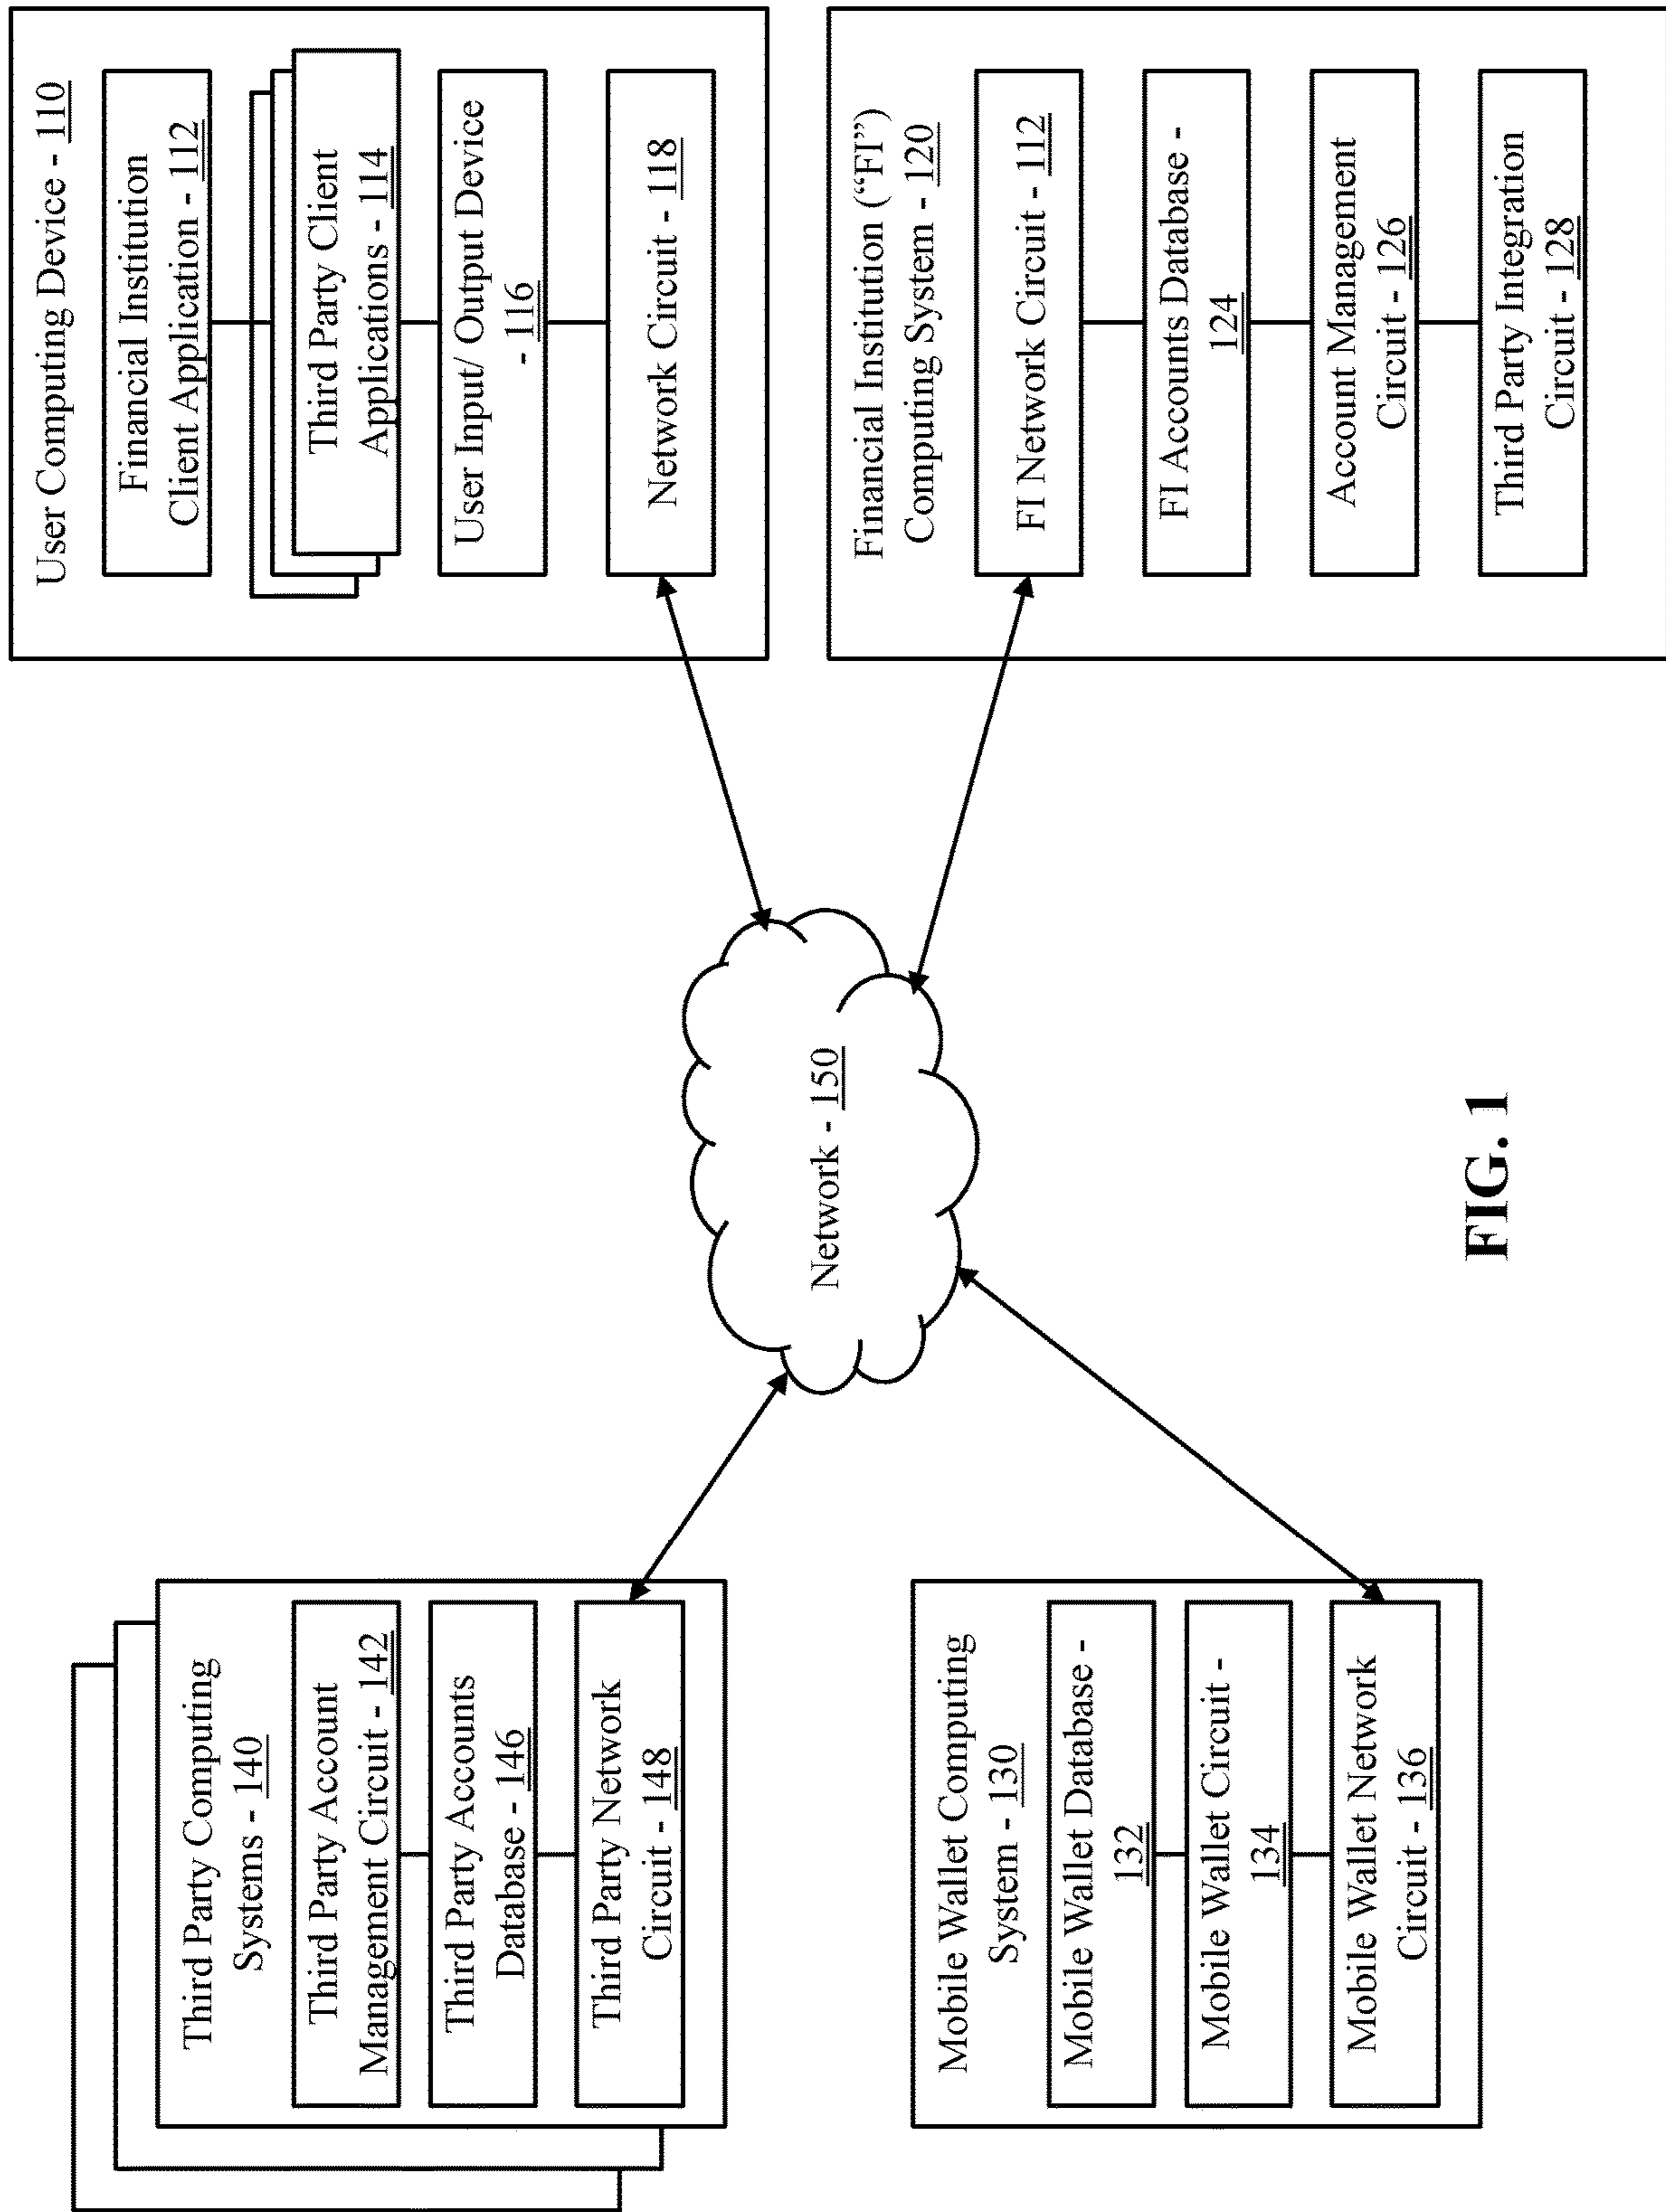 Third Party Computing
Systems - 140
Third Party Account
Management Circuit - 142
Third Party Accounts
Database - 146
Third Party Network
Circuit - 148
User Computing Device - 110
Financial Institution
Client Application - 112
Third Party Client
Applications - 114
User Input/ Output Device
- 116
Network Circuit - 118
Network - 150
Mobile Wallet Computing
System - 130
Mobile Wallet Database -
132
Mobile Wallet Circuit -
134
Mobile Wallet Network
Circuit - 136
Financial Institution (“FI”)
Computing System - 120
FI Network Circuit - 112
FI Accounts Database -
124
Account Management
Circuit - 126
Third Party Integration
Circuit - 128
FIG. 1